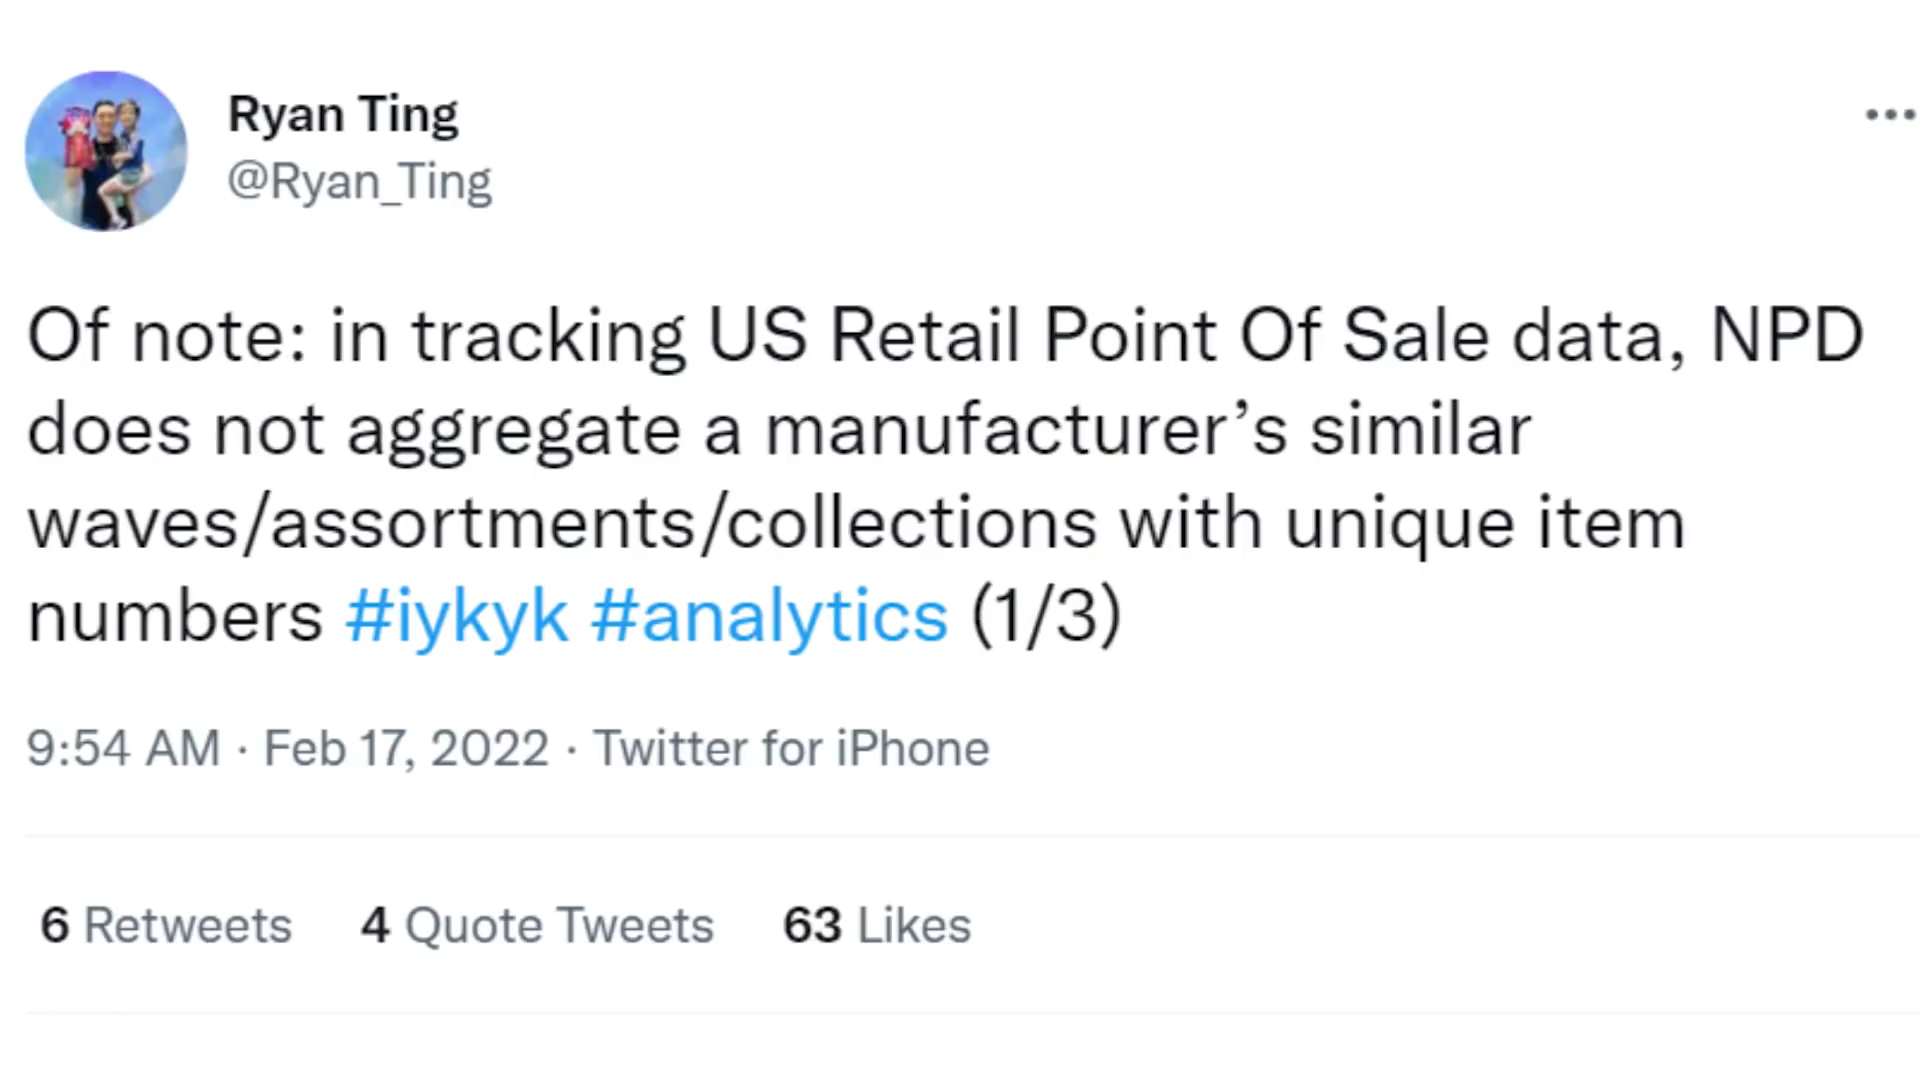 Ryan Ting
@Ryan_Ting
Of note: in tracking US Retail Point Of Sale data, NPD
does not aggregate a manufacturer’s similar
waves/assortments/collections with unique item
numbers #iykyk #analytics (1/3)
9:54 AM · Feb 17, 2022 · Twitter for iPhone
6 Retweets 4 Quote Tweets 63 Likes